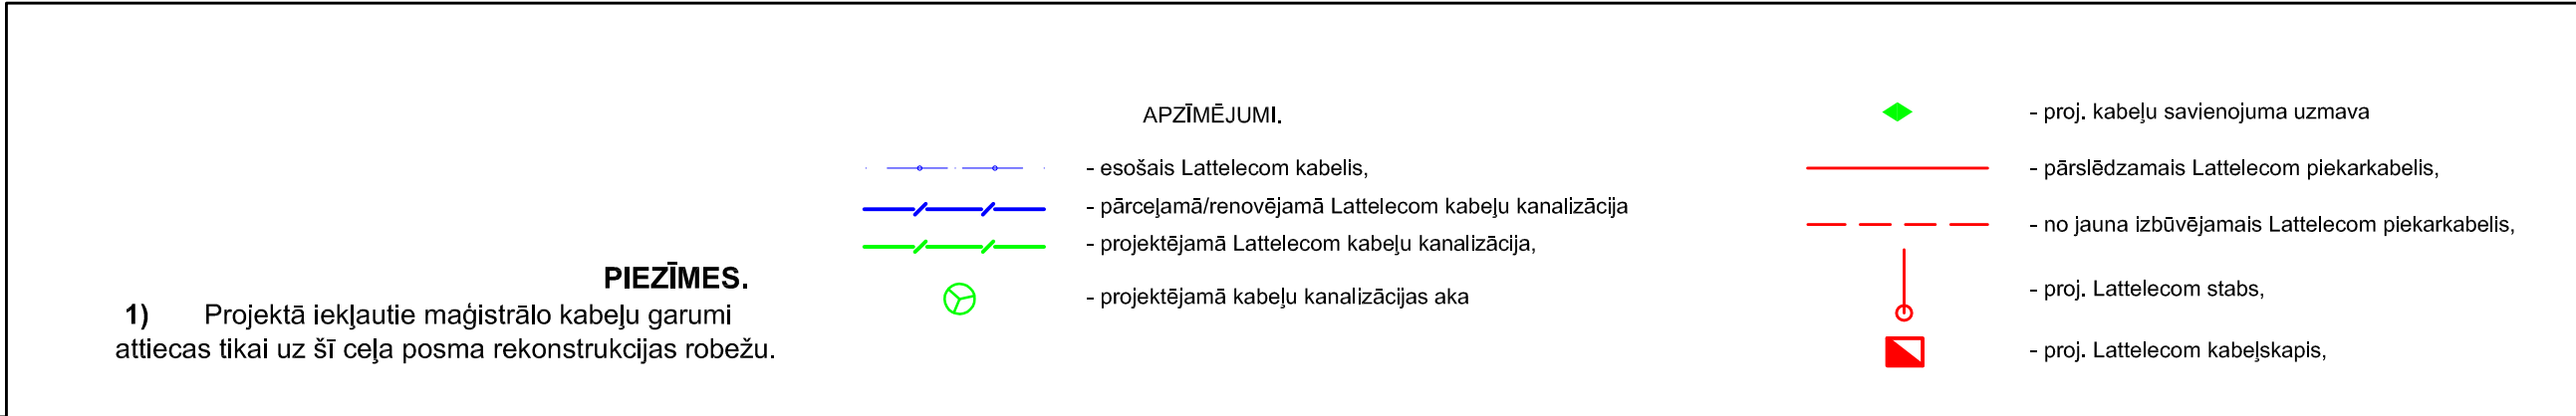 PIEZĪMES.
1) Projektā iekļautie maģistrālo kabeļu garumi
attiecas tikai uz šī ceļa posma rekonstrukcijas robežu.
APZĪMĒJUMI.
- esošais Lattelecom kabelis,
- pārceļamā/renovējamā Lattelecom kabeļu kanalizācija
- projektējamā Lattelecom kabeļu kanalizācija,
- projektējamā kabeļu kanalizācijas aka
- proj. kabeļu savienojuma uzmava
- pārslēdzamais Lattelecom piekarkabelis,
- no jauna izbūvējamais Lattelecom piekarkabelis,
- proj. Lattelecom stabs,
- proj. Lattelecom kabeļskapis,